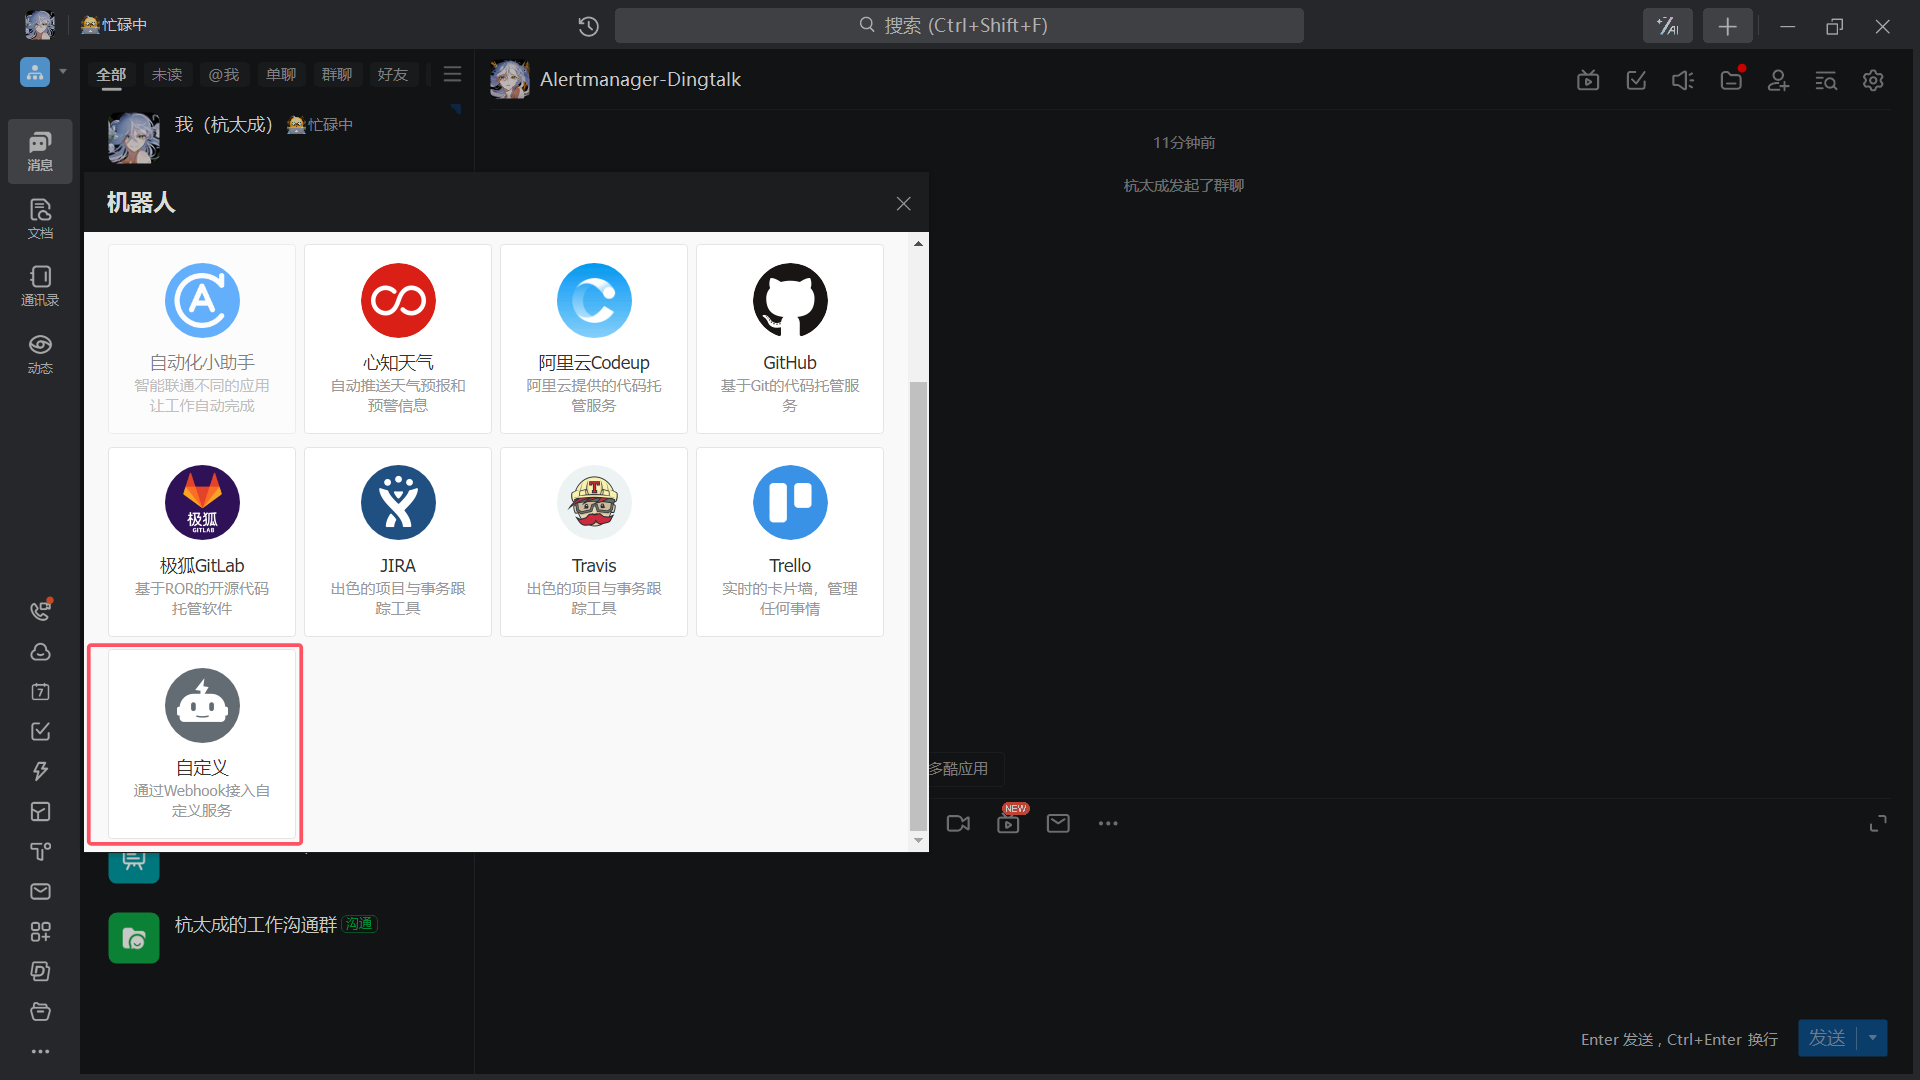 忙碌中
搜索 (Ctrl+Shift+F)
全部
未读
@我
单聊
群聊
好友
Alertmanager-Dingtalk
我（杭太成）
忙碌中
消息
文档
通讯录
动态
7
11分钟前
杭太成发起了群聊
机器人
自动化小助手
智能联通不同的应用
让工作自动完成
心知天气
自动推送天气预报和
预警信息
阿里云Codeup
阿里云提供的代码托
管服务
GitHub
基于Git的代码托管服
务
极狐
GITLAB
极狐GitLab
基于ROR的开源代码
托管软件
JIRA
出色的项目与事务跟
踪工具
T
Travis
出色的项目与事务跟
踪工具
Trello
实时的卡片墙，管理
任何事情
自定义
通过Webhook接入自
定义服务
多酷应用
NEW
杭太成的工作沟通群
沟通
Enter 发送 , Ctrl+Enter 换行
发送